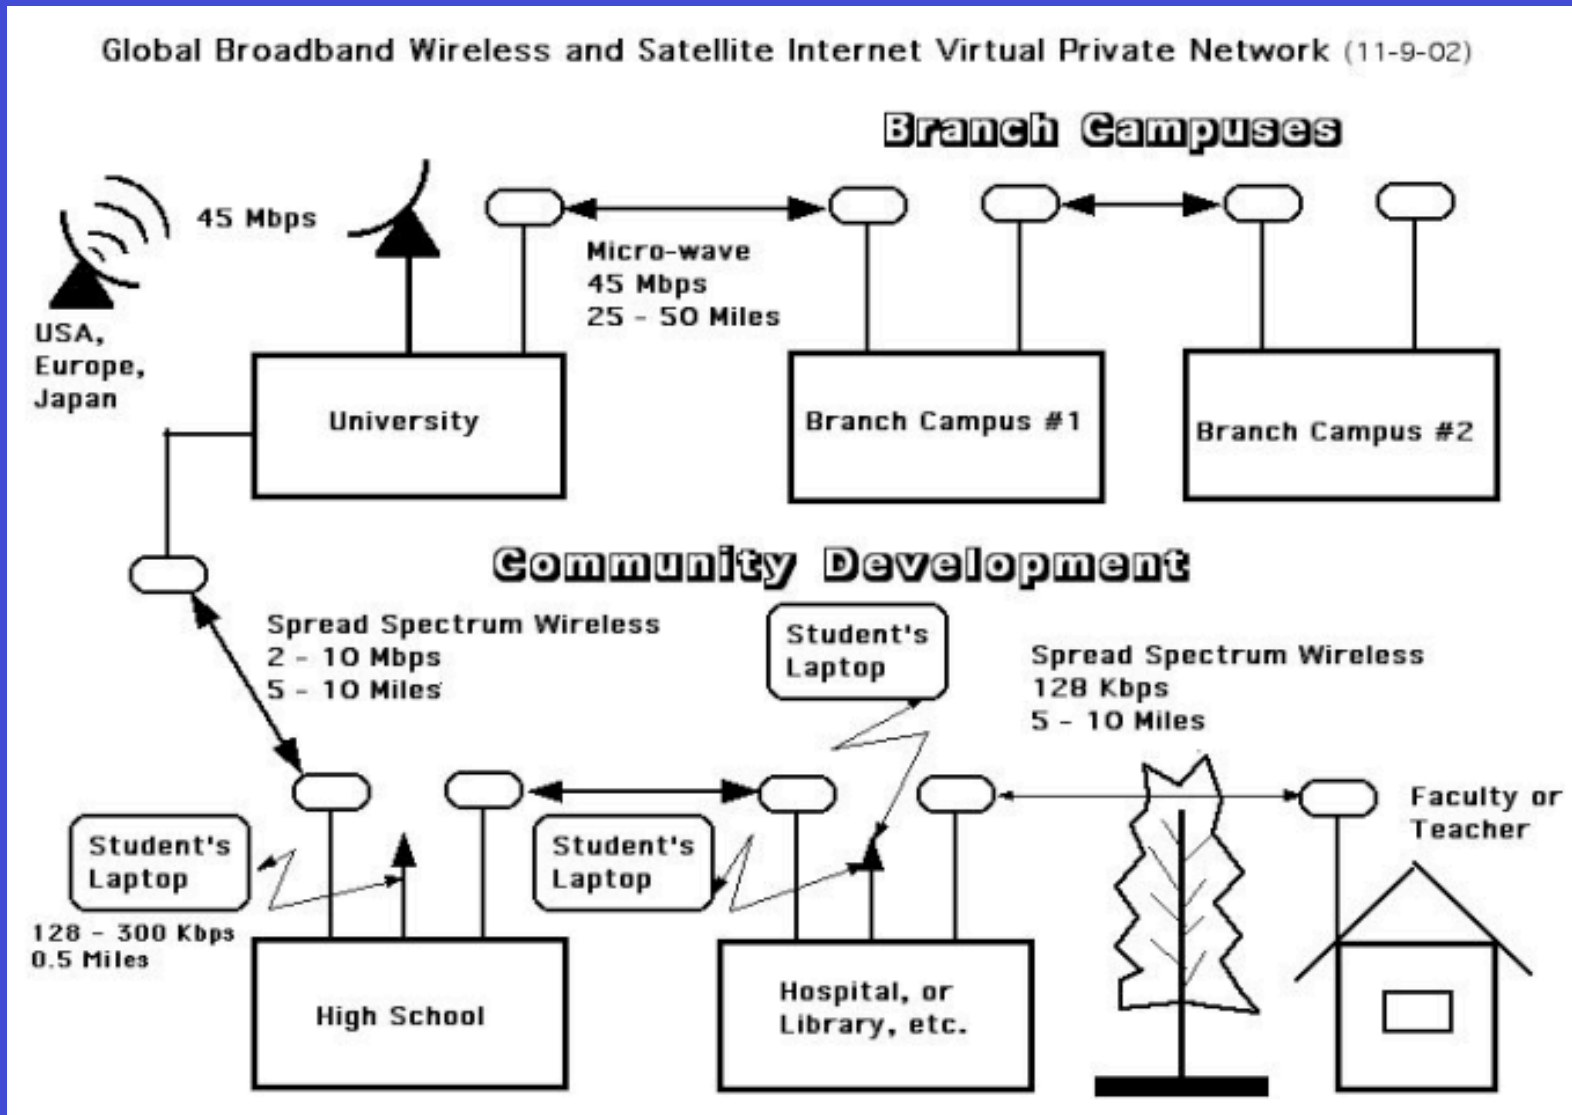 Global Broadband Wireless and Satellite Internet Virtual Private Network (11-9-02)
Branch Campuses
45 Mbps
Micro-wave
45 Mbps
25 - 50 Miles
USA,
Europe,
Japan
University
Branch Campus #1
Branch Campus #2
Community Development
Spread Spectrum Wireless
2 - 10 Mbps
5 - 10 Miles
Student's
Laptop
Spread Spectrum Wireless
128 Kbps
5 - 10 Miles
Faculty or
Teacher
Student's
Laptop
128 - 300 Kbps
0.5 Miles
Student's
Laptop
High School
Hospital, or
Library, etc.